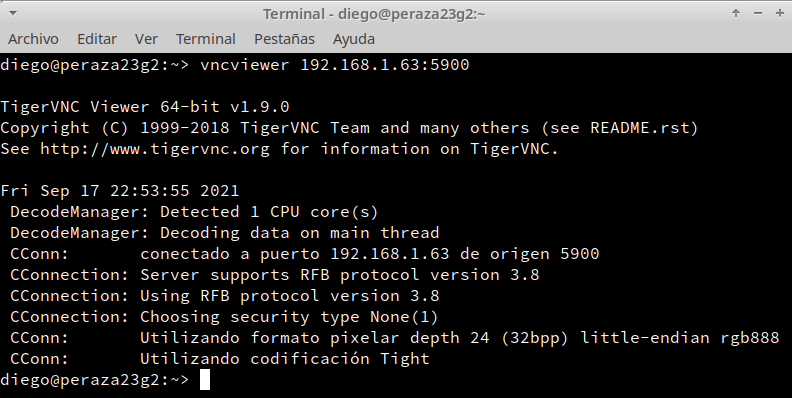 Terminal - diego@peraza23g2:~
Archivo Editar Ver Terminal Pestañas Ayuda
diego@peraza23g2:~> vncviewer 192.168.1.63:5900
TigerVNC Viewer 64-bit v1.9.0
Copyright (C) 1999-2018 TigerVNC Team and many others (see README.rst)
See http://www.tigervnc.org for information on TigerVNC.
Fri Sep 17 22:53:55 2021
DecodeManager: Detected 1 CPU core(s)
DecodeManager: Decoding data on main thread
CConn: conectado a puerto 192.168.1.63 de origen 5900
CConnection: Server supports RFB protocol version 3.8
CConnection: Using RFB protocol version 3.8
CConnection: Choosing security type None(1)
CConn: Utilizando formato pixelar depth 24 (32bpp) little-endian rgb888
CConn: Utilizando codificación Tight
diego@peraza23g2:~>